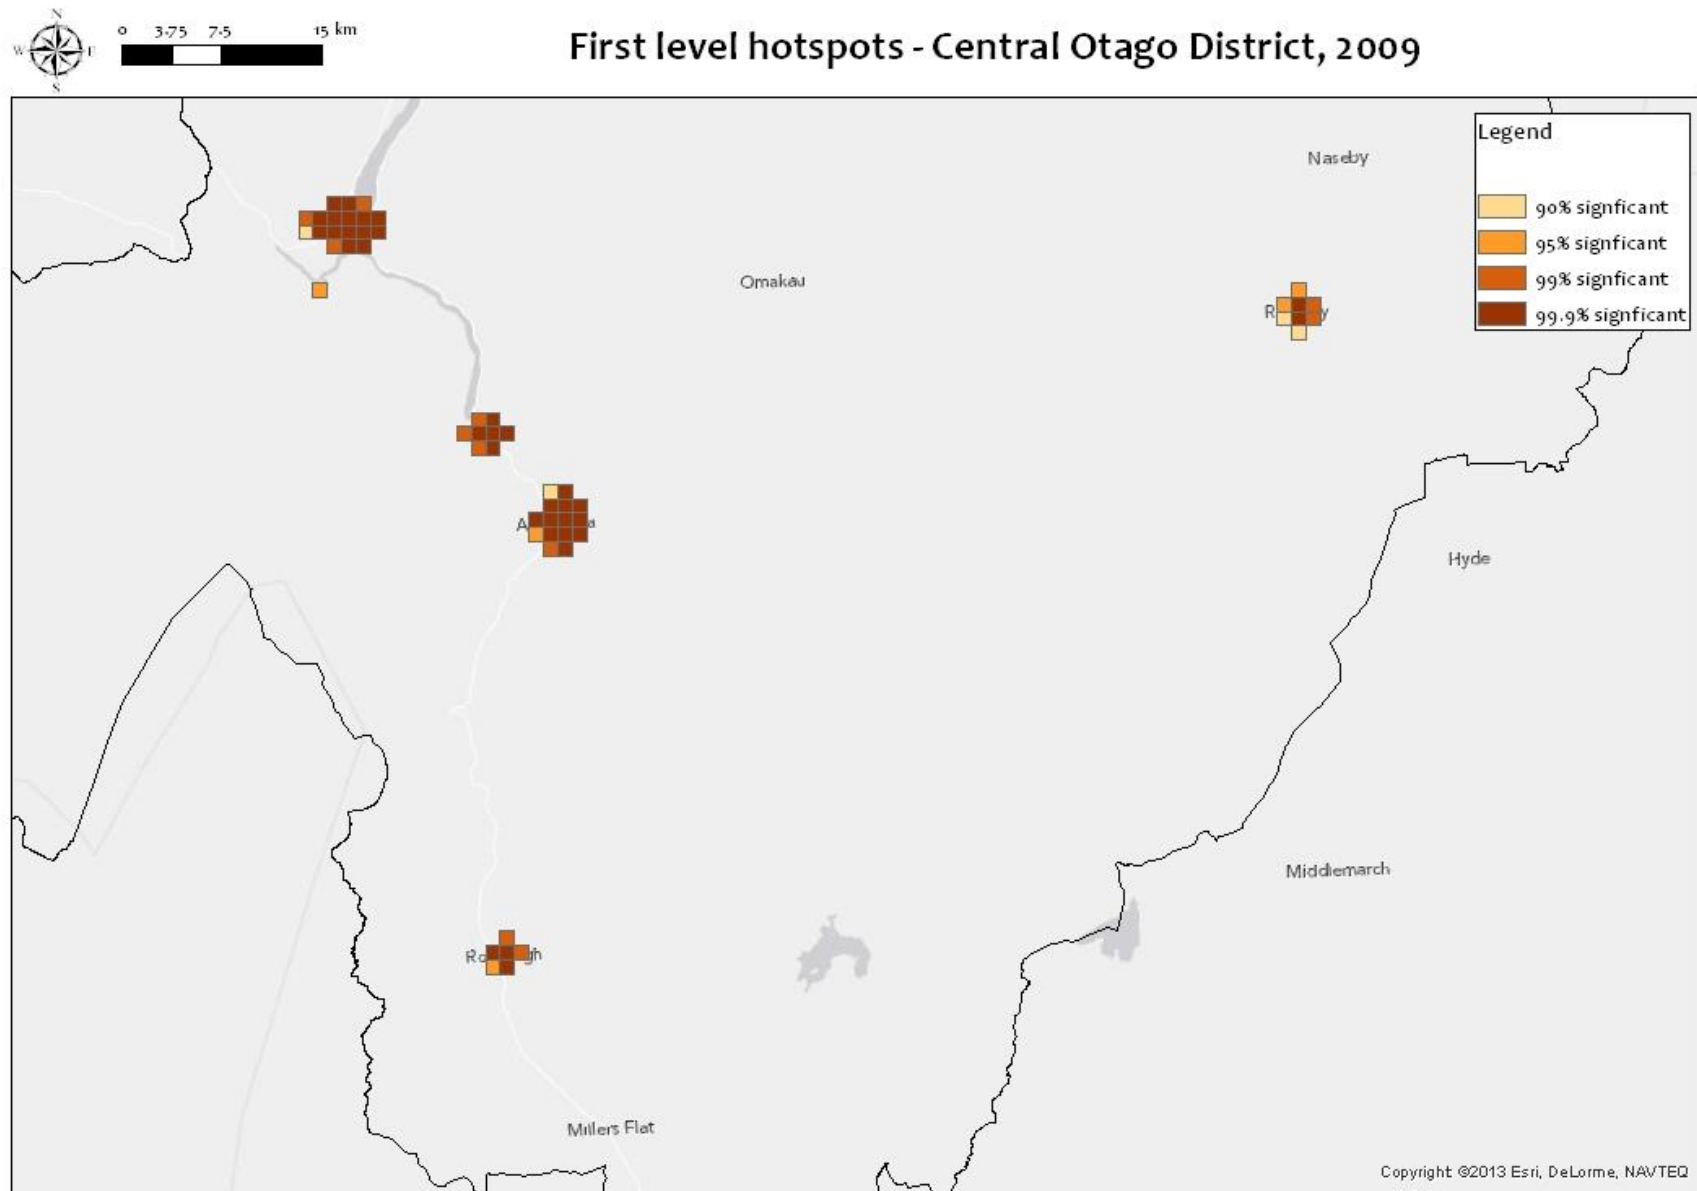 N
W E
S
0 3.75 7.5 15 km
First level hotspots - Central Otago District, 2009
Legend
90% signficant
95% signficant
99% signficant
99.9% signficant
Naseby
Omakau
Hyde
Middlemarch
Millers Flat
Copyright ©2013 Esri, DeLorme, NAVTEQ